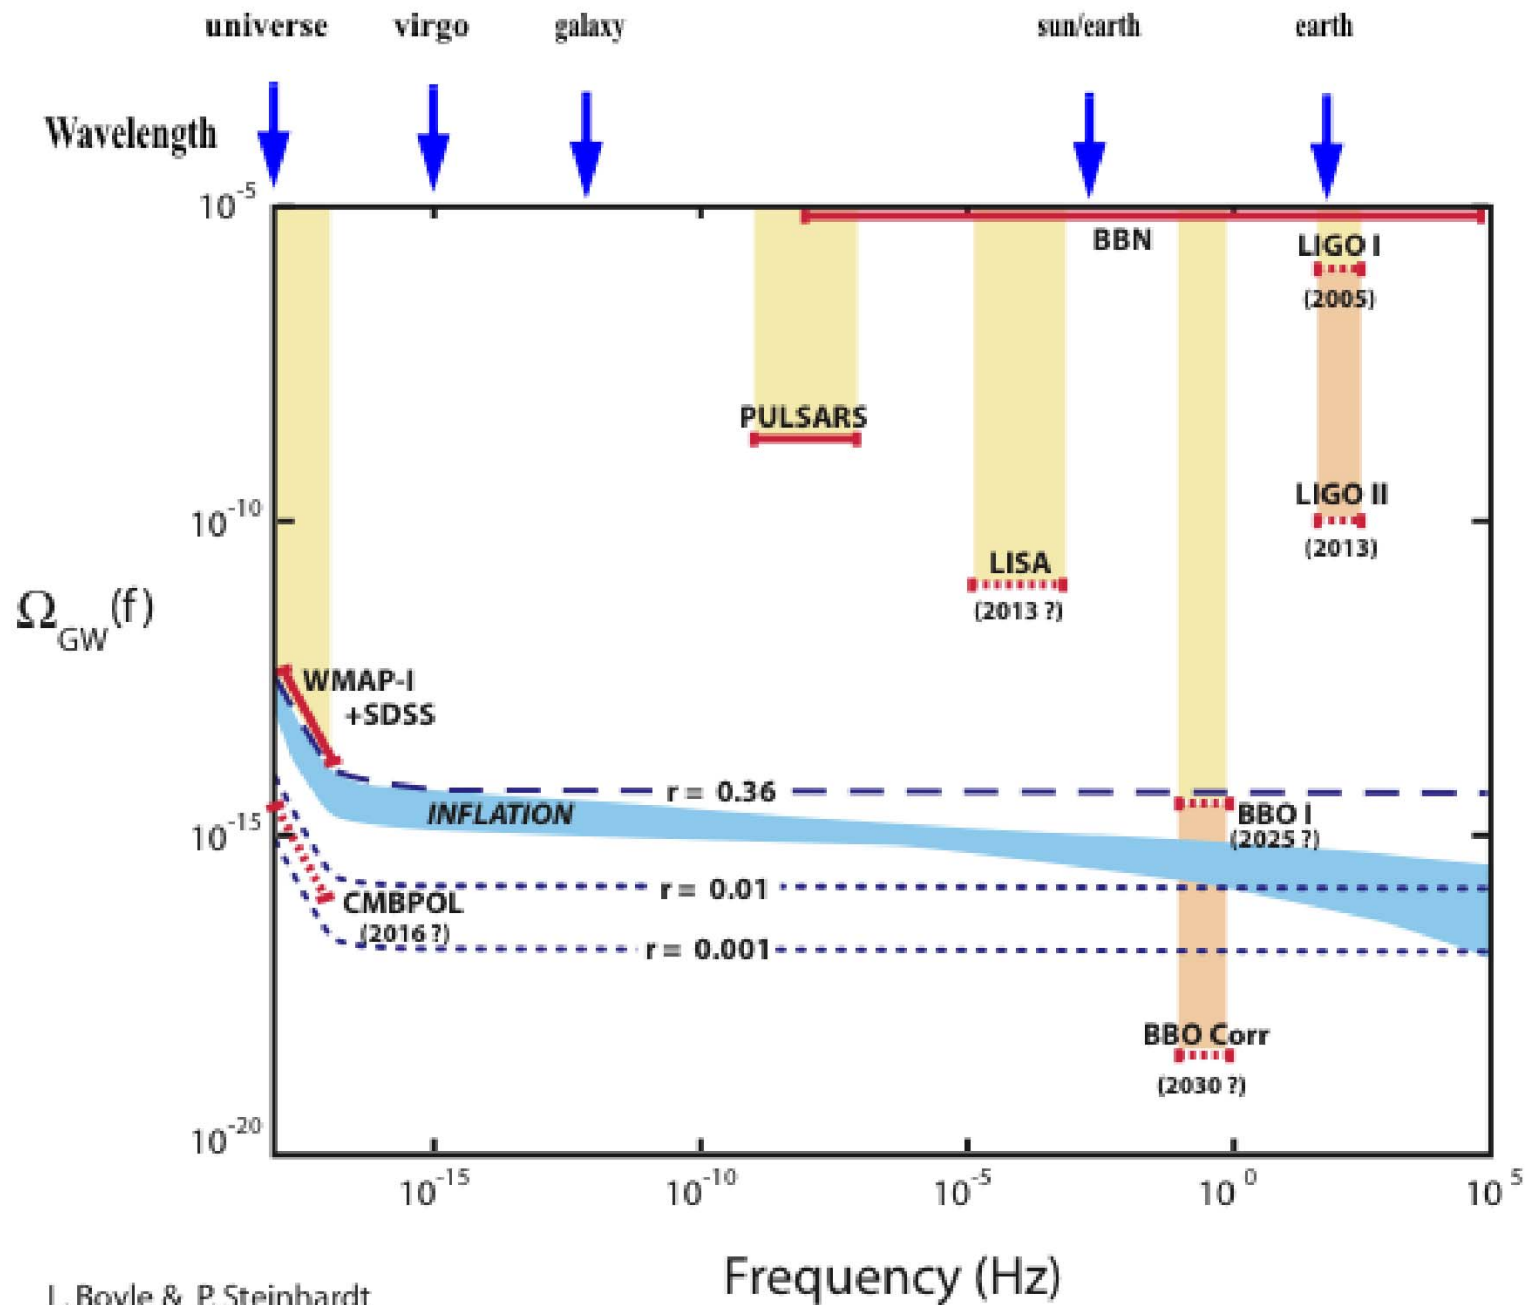 universe virgo galaxy sun/earth earth
Wavelength
10^-5
BBN
LIGO I
(2005)
PULSARS
LIGO II
10^-10
(2013)
LISA
(2013 ?)
Ω_GW(f)
WMAP-I
+SDSS
r = 0.36
INFLATION
BBO I
(2025 ?)
10^-15
r = 0.01
CMBPOL
(2016 ?)
r = 0.001
BBO Corr
(2030 ?)
10^-20
10^-15 10^-10 10^-5 10^0 10^5
Frequency (Hz)
L. Boyle & P. Steinhardt